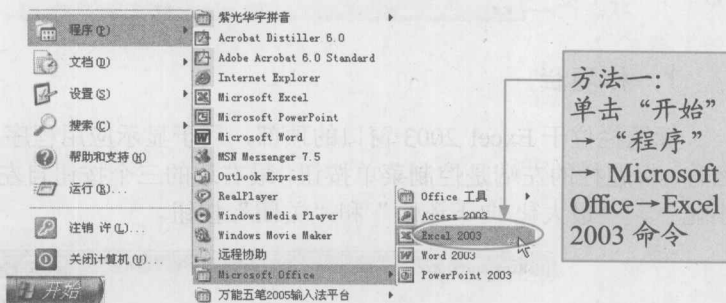 程序(P)
文档(D)
设置(S)
搜索(C)
帮助和支持(H)
运行(R)...
注销 许(L)...
关闭计算机(U)...
开始
紫光华宇拼音
Acrobat Distiller 6.0
Adobe Acrobat 6.0 Standard
Internet Explorer
Microsoft Excel
Microsoft PowerPoint
Microsoft Word
MSN Messenger 7.5
Outlook Express
RealPlayer
Windows Media Player
Windows Movie Maker
远程协助
Microsoft Office
万能五笔2005输入法平台
Office 工具
Access 2003
Excel 2003
Word 2003
PowerPoint 2003
方法一:
单击“开始”
→“程序”
→ Microsoft
Office→Excel
2003 命令